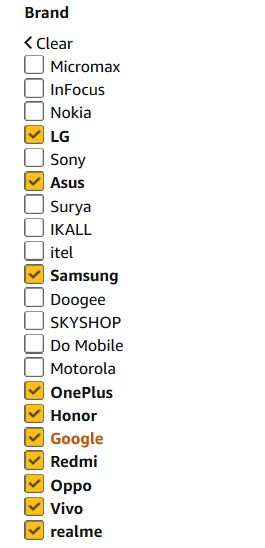 Brand
Clear
Micromax
InFocus
Nokia
LG
Sony
Asus
Surya
IKALL
itel
Samsung
Doogee
SKYSHOP
Do Mobile
Motorola
OnePlus
Honor
Google
Redmi
Oppo
Vivo
realme